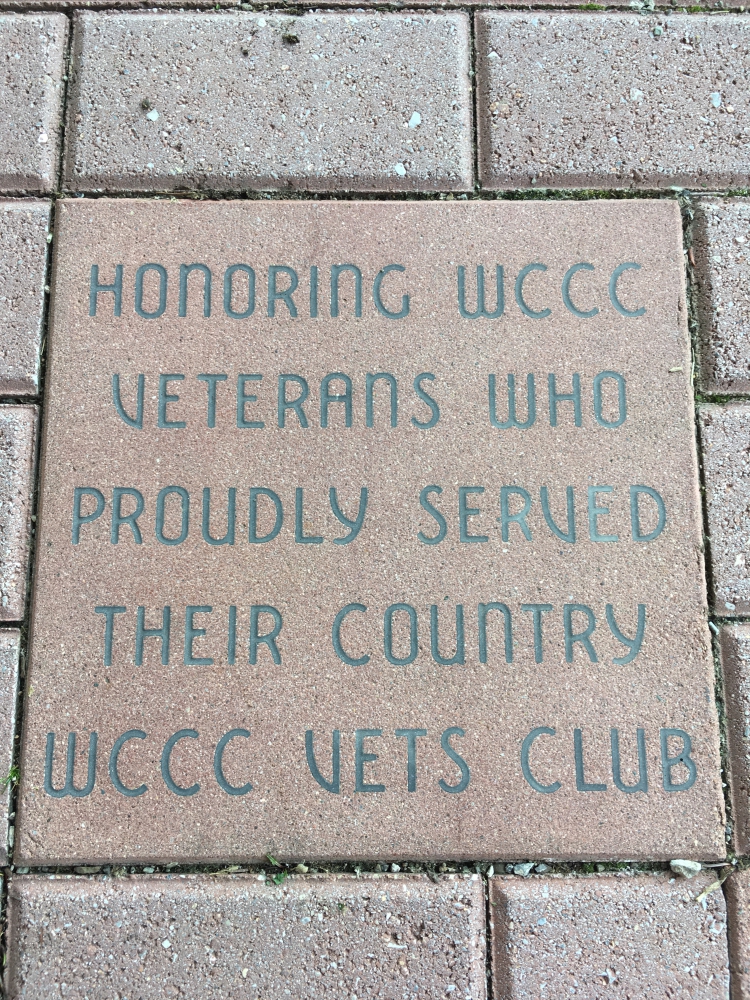 HONORING WCCC
VETERANS WHO
PROUDLY SERVED
THEIR COUNTRY
WCCC VETS CLUB